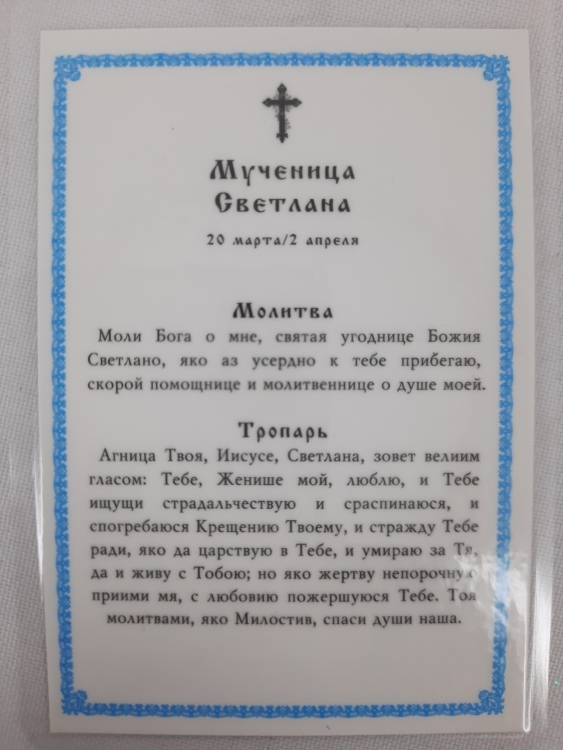 Мученица
Светлана
20 марта/2 апреля
Молитва
Моли Бога о мне, святая угоднице Божия
Светлано, яко аз усердно к тебе прибегаю,
скорой помощнице и молитвеннице о душе моей.
Тропарь
Агница Твоя, Иисусе, Светлана, зовет велиим
гласом: Тебе, Женише мой, люблю, и Тебе
ищущи страдальчествую и сраспинаюся, и
спогребаюся Крещению Твоему, и стражду Тебе
ради, яко да царствую в Тебе, и умираю за Тя,
да и живу с Тобою; но яко жертву непорочную
приими мя, с любовию пожершуюся Тебе. Тоя
молитвами, яко Милостив, спаси души наша.